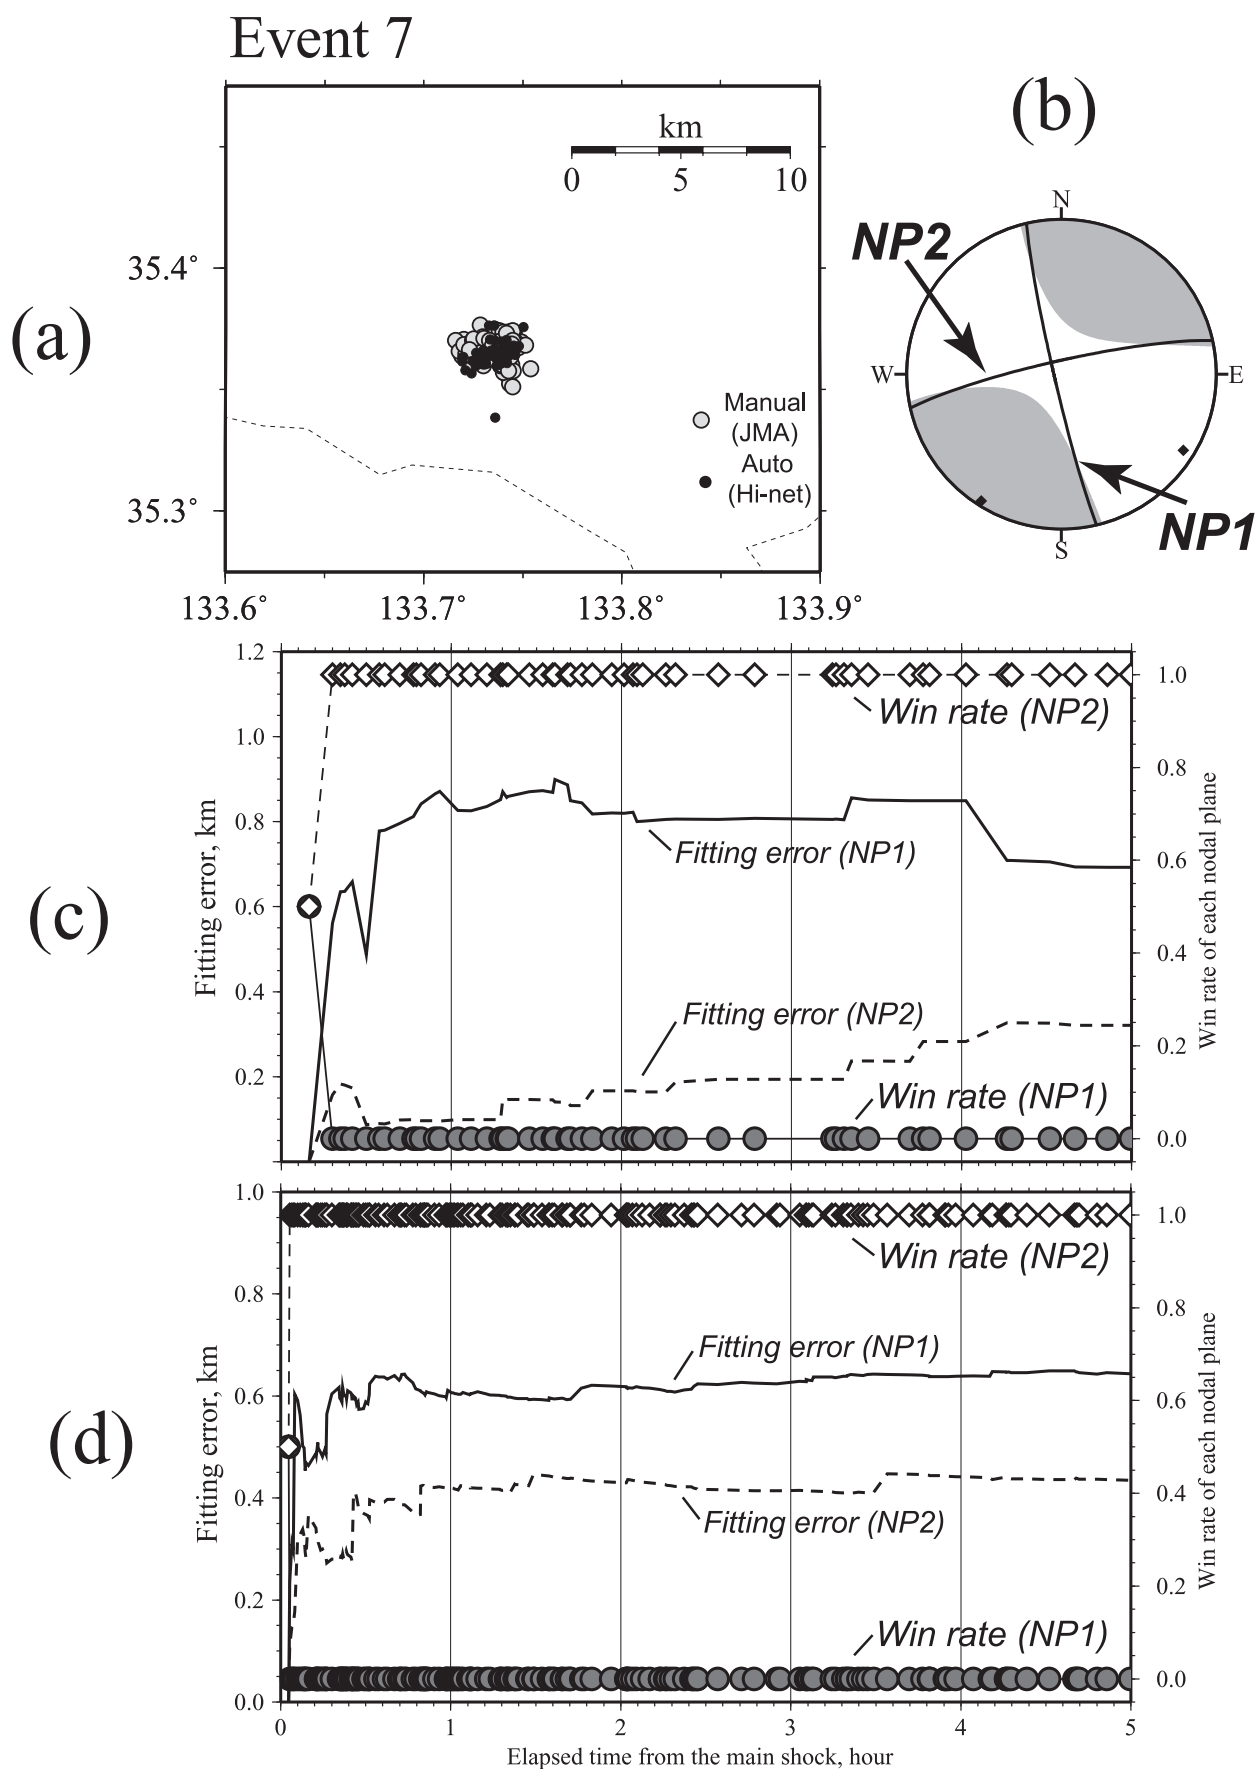 Event 7
(a)
km
0 5 10
35.4°
35.3°
Manual
(JMA)
Auto
(Hi-net)
133.6° 133.7° 133.8° 133.9°
(b)
N
NP2
W
E
NP1
S
(c)
Fitting error, km
1.2
1.0
0.8
0.6
0.4
0.2
Win rate (NP2)
Fitting error (NP1)
Fitting error (NP2)
Win rate (NP1)
1.0
0.8
0.6
0.4
0.2
0.0
Win rate of each nodal plane
(d)
Fitting error, km
1.0
0.8
0.6
0.4
0.2
0.0
Win rate (NP2)
Fitting error (NP1)
Fitting error (NP2)
Win rate (NP1)
1.0
0.8
0.6
0.4
0.2
0.0
Win rate of each nodal plane
0 1 2 3 4 5
Elapsed time from the main shock, hour